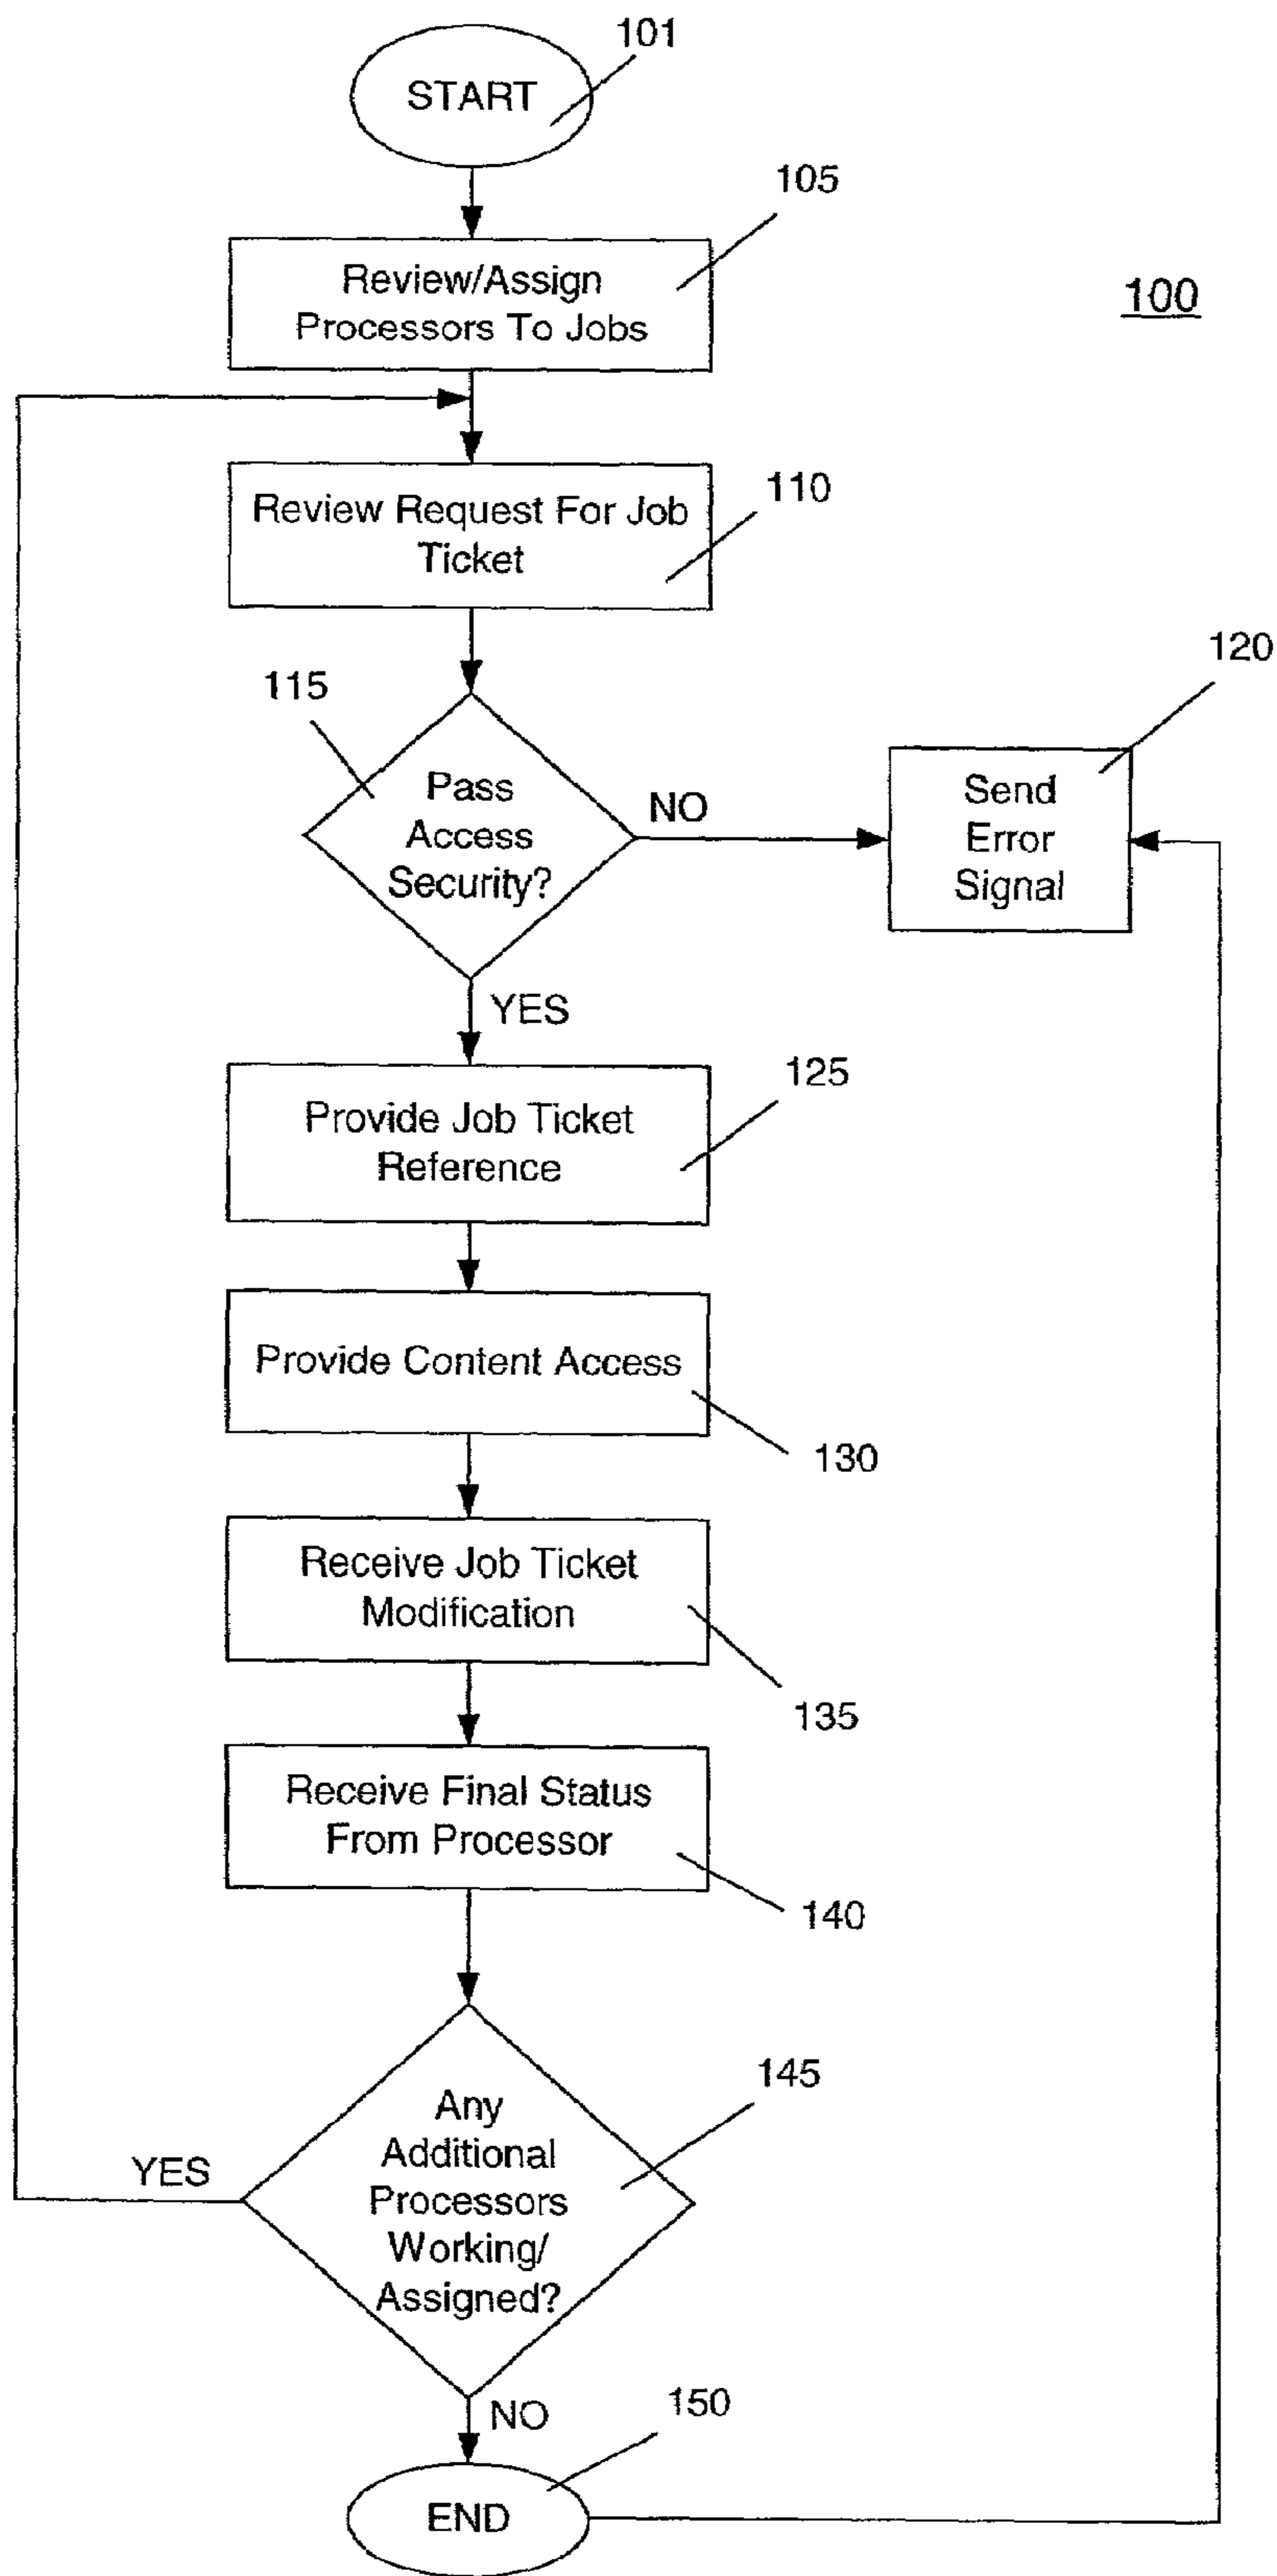 101
START
105
Review/Assign
Processors To Jobs
100
Review Request For Job
Ticket
110
115
Pass
Access
Security?
NO
120
Send
Error
Signal
YES
125
Provide Job Ticket
Reference
Provide Content Access
130
Receive Job Ticket
Modification
135
Receive Final Status
From Processor
140
145
Any
Additional
Processors
Working/
Assigned?
YES
NO
150
END